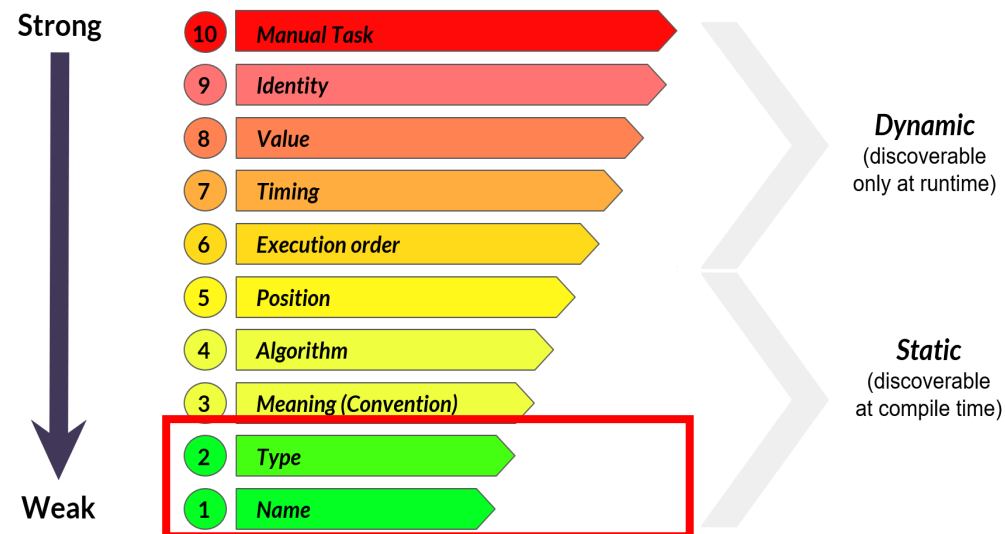 Strong
10 Manual Task
9 Identity
8 Value
7 Timing
6 Execution order
5 Position
4 Algorithm
3 Meaning (Convention)
2 Type
1 Name
Weak
Dynamic
(discoverable
only at runtime)
Static
(discoverable
at compile time)